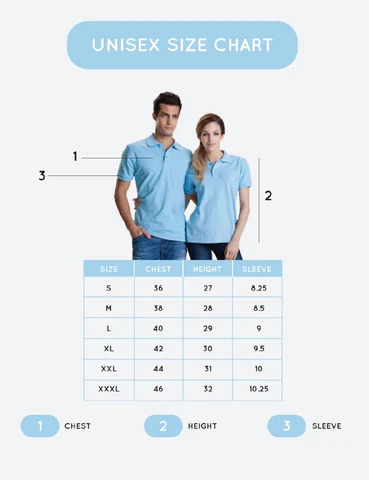 UNISEX SIZE CHART
1
3
2
SIZE CHEST HEIGHT SLEEVE
S 36 27 8.25
M 38 28 8.5
L 40 29 9
XL 42 30 9.5
XXL 44 31 10
XXXL 46 32 10.25
1 CHEST 2 HEIGHT 3 SLEEVE